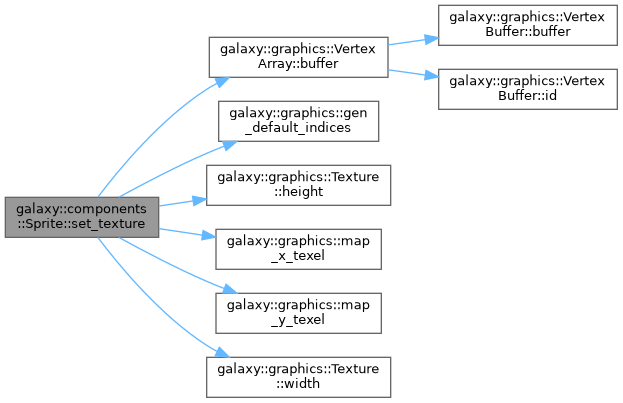 galaxy::components
::Sprite::set_texture
galaxy::graphics::Vertex
Array::buffer
galaxy::graphics::Vertex
Buffer::buffer
galaxy::graphics::Vertex
Buffer::id
galaxy::graphics::gen
_default_indices
galaxy::graphics::Texture
::height
galaxy::graphics::map
_x_texel
galaxy::graphics::map
_y_texel
galaxy::graphics::Texture
::width